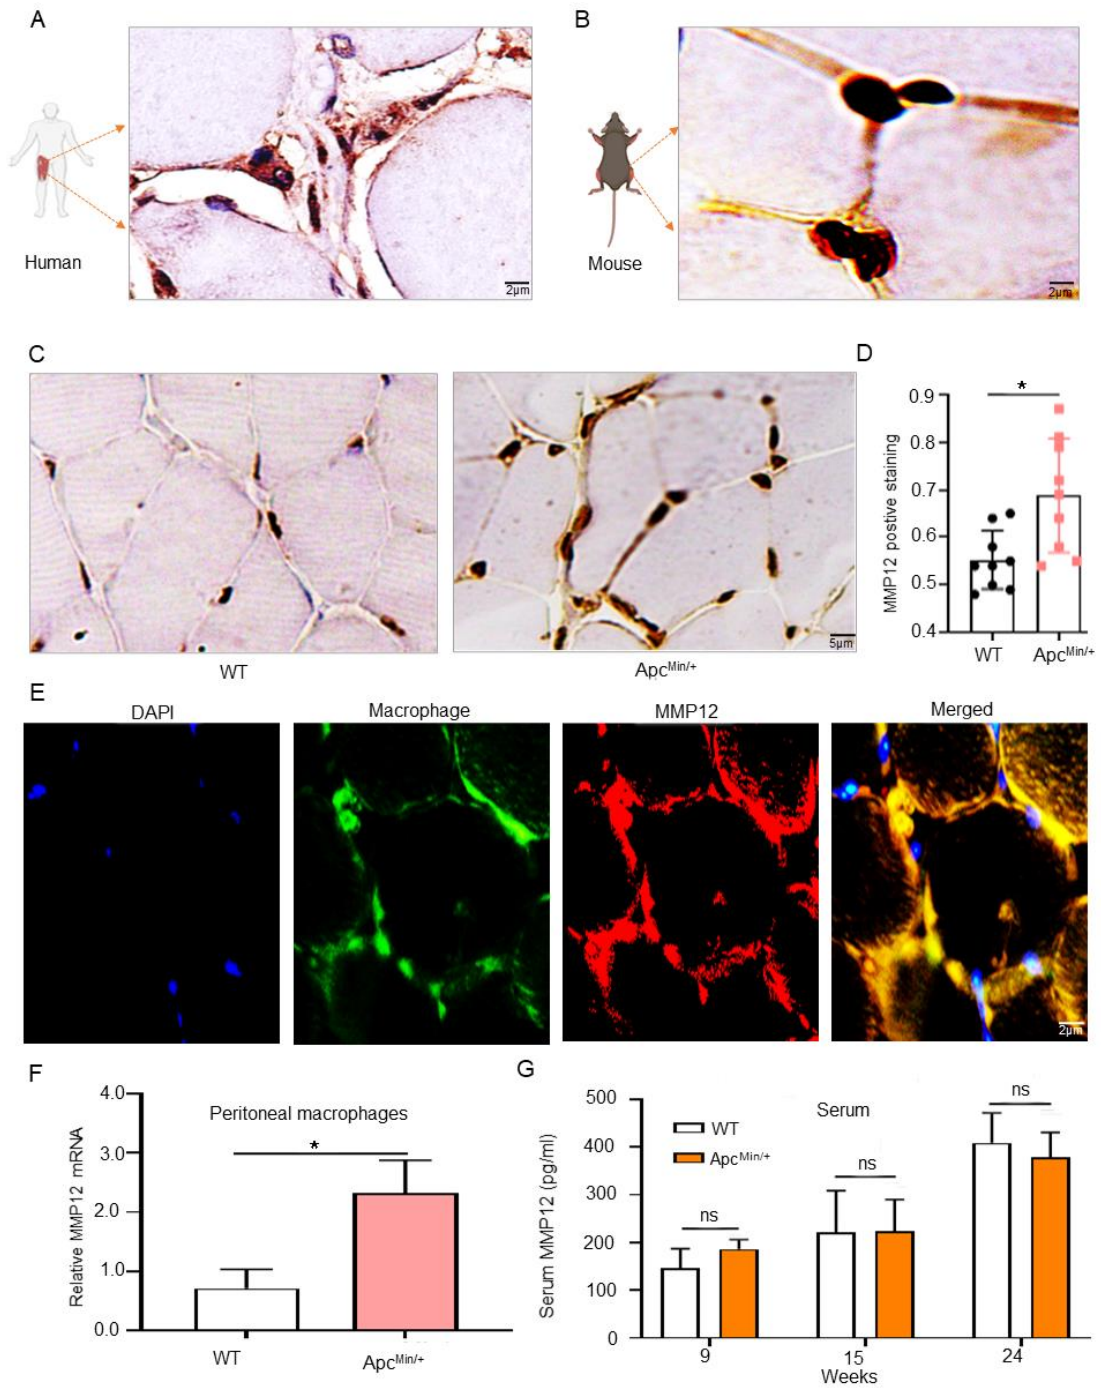 A
B
Human
Mouse
2μm
2μm
C
D
WT
Apc^Min/+
5μm
MMP12 postive staining
0.9
0.8
0.7
0.6
0.5
0.4
*
WT
Apc^Min/+
E
DAPI
Macrophage
MMP12
Merged
2μm
F
Peritoneal macrophages
Relative MMP12 mRNA
4.0
3.0
2.0
1.0
0.0
*
WT
Apc^Min/+
G
Serum
Serum MMP12 (pg/ml)
500
400
300
200
100
0
WT
Apc^Min/+
ns
ns
ns
9
15
24
Weeks